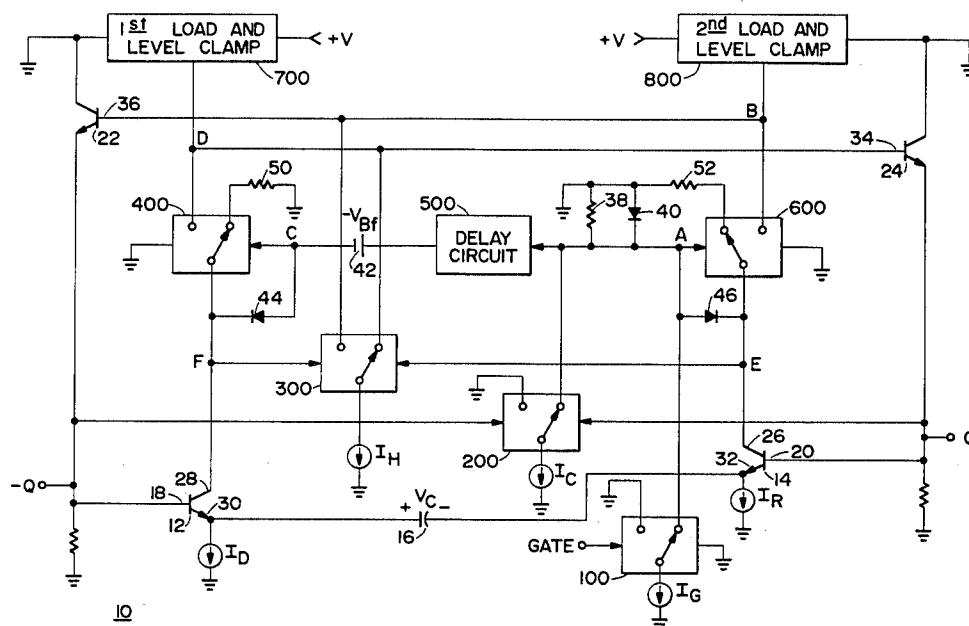 1st LOAD AND
LEVEL CLAMP
+V
700
+V
2nd LOAD AND
LEVEL CLAMP
800
36
22
D
B
34
24
50
400
C
-VBf
42
500
DELAY
CIRCUIT
38
40
52
A
600
44
46
F
300
E
IH
200
IC
-Q
Q
28
18
12
30
ID
+ VC -
16
26
20
32
14
IR
GATE
100
IG
10